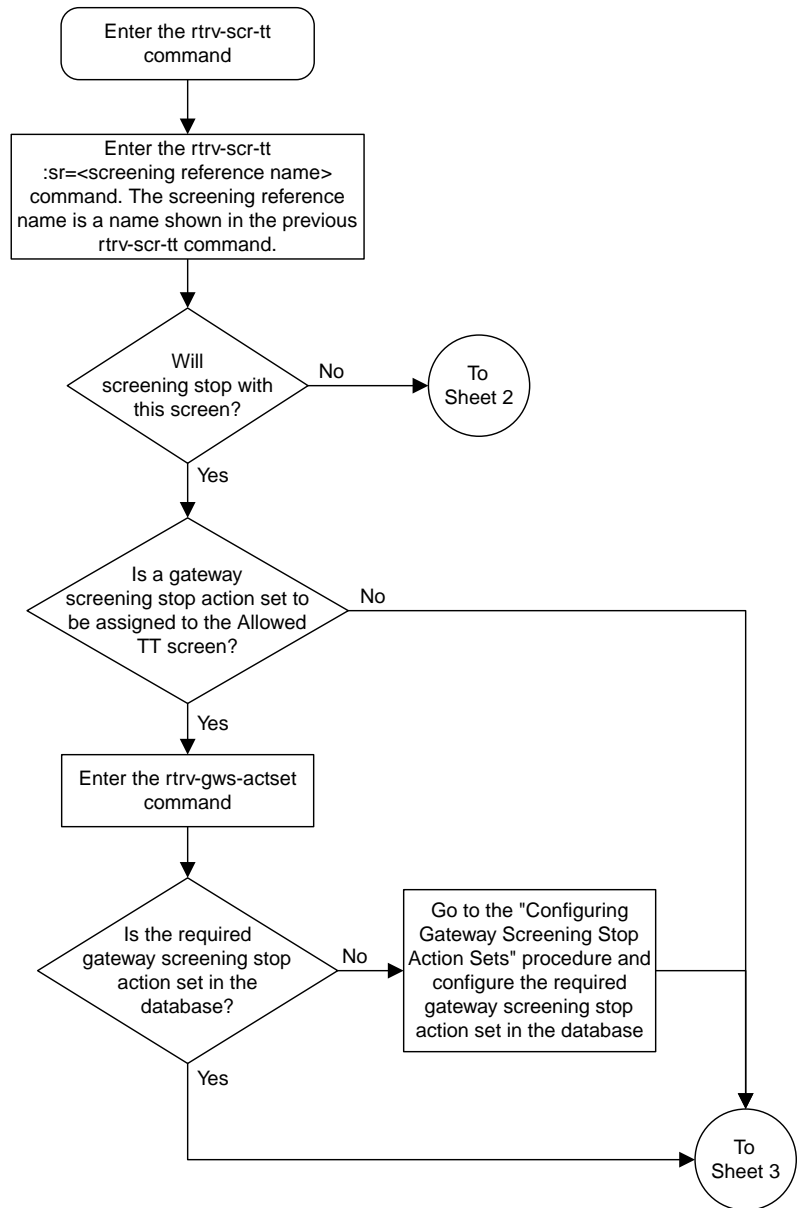 Enter the rtrv-scr-tt
command
Enter the rtrv-scr-tt
:sr=<screening reference name>
command. The screening reference
name is a name shown in the previous
rtrv-scr-tt command.
Will
screening stop with
this screen?
No
To
Sheet 2
Yes
Is a gateway
screening stop action set to
be assigned to the Allowed
TT screen?
No
Yes
Enter the rtrv-gws-actset
command
Is the required
gateway screening stop
action set in the
database?
No
Go to the "Configuring
Gateway Screening Stop
Action Sets" procedure and
configure the required
gateway screening stop
action set in the database
Yes
To
Sheet 3